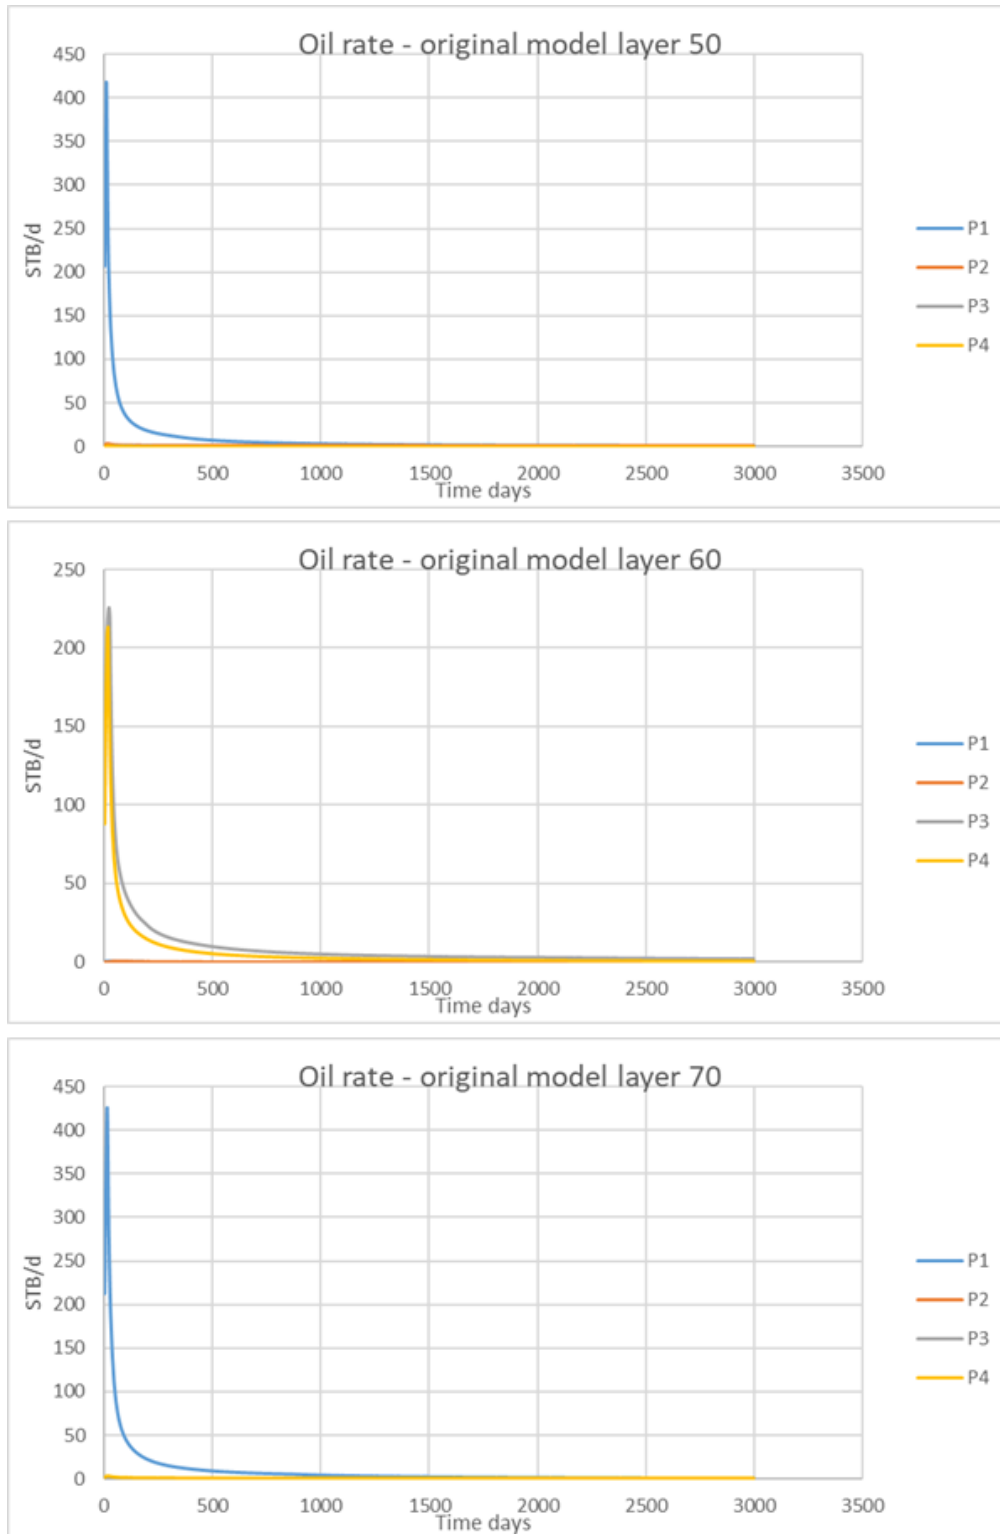 Oil rate - original model layer 50
450
400
350
300
250
200
150
100
50
0
STB/d
0 500 1000 1500 2000 2500 3000 3500
Time days
P1
P2
P3
P4
Oil rate - original model layer 60
250
200
150
100
50
0
STB/d
0 500 1000 1500 2000 2500 3000 3500
Time days
P1
P2
P3
P4
Oil rate - original model layer 70
450
400
350
300
250
200
150
100
50
0
STB/d
0 500 1000 1500 2000 2500 3000 3500
Time days
P1
P2
P3
P4